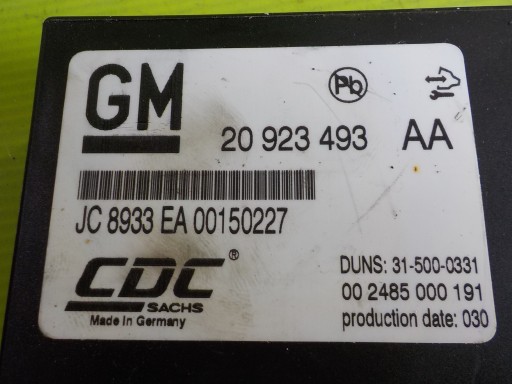 GM
Pb
20 923 493 AA
JC 8933 EA 00150227
CDC®
SACHS
Made in Germany
DUNS: 31-500-0331
00 2485 000 191
production date: 030